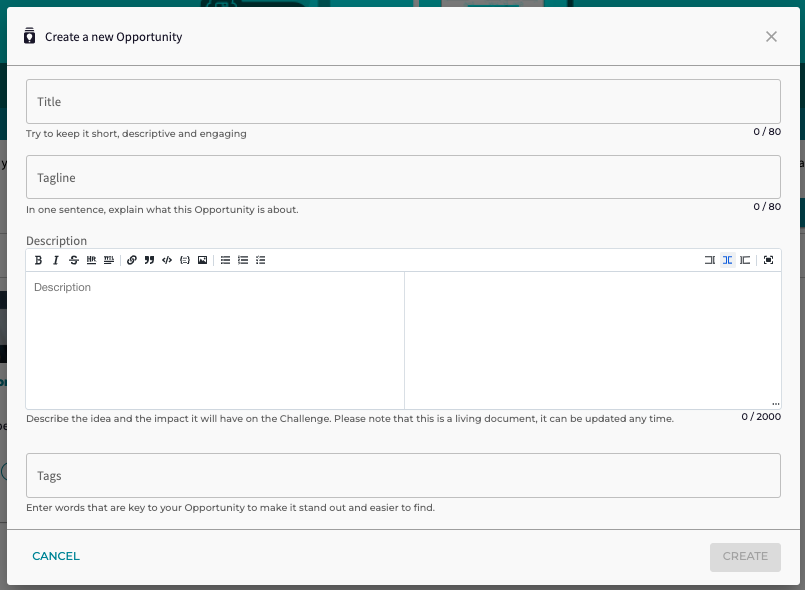 Create a new Opportunity
Title
Try to keep it short, descriptive and engaging
0 / 80
Tagline
In one sentence, explain what this Opportunity is about.
0 / 80
Description
B I S
Description
Describe the idea and the impact it will have on the Challenge. Please note that this is a living document, it can be updated any time.
0 / 2000
Tags
Enter words that are key to your Opportunity to make it stand out and easier to find.
CANCEL
CREATE